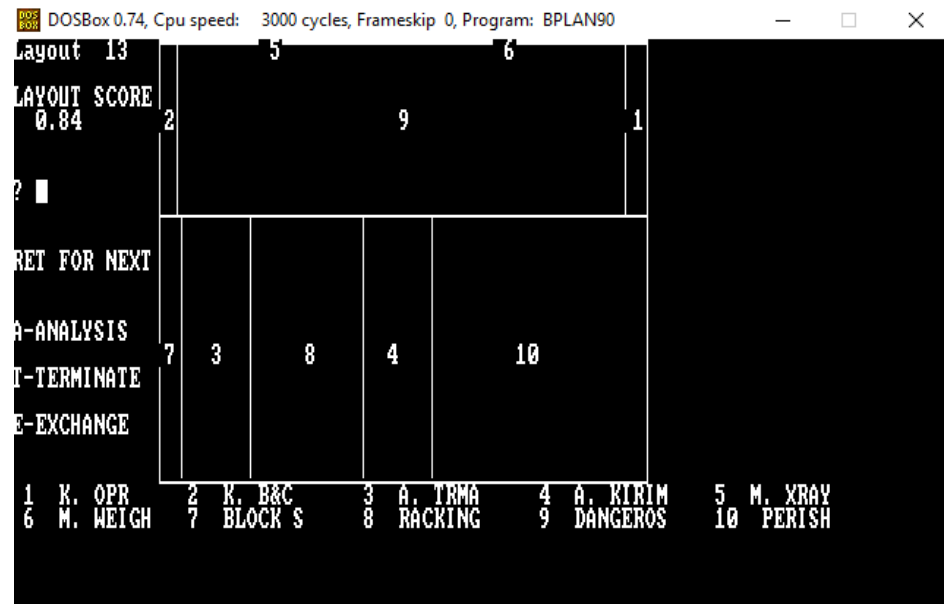 DOSBox 0.74, Cpu speed: 3000 cycles, Frameskip 0, Program: BPLAN90
Layout 13
5 6
LAYOUT SCORE
0.84
2 9 1
?
RET FOR NEXT
A-ANALYSIS
7 3 8 4 10
T-TERMINATE
E-EXCHANGE
1 K. OPR 2 K. B&C 3 A. TRMA 4 A. KIRIM 5 M. XRAY
6 M. WEIGH 7 BLOCK S 8 RACKING 9 DANGEROS 10 PERISH